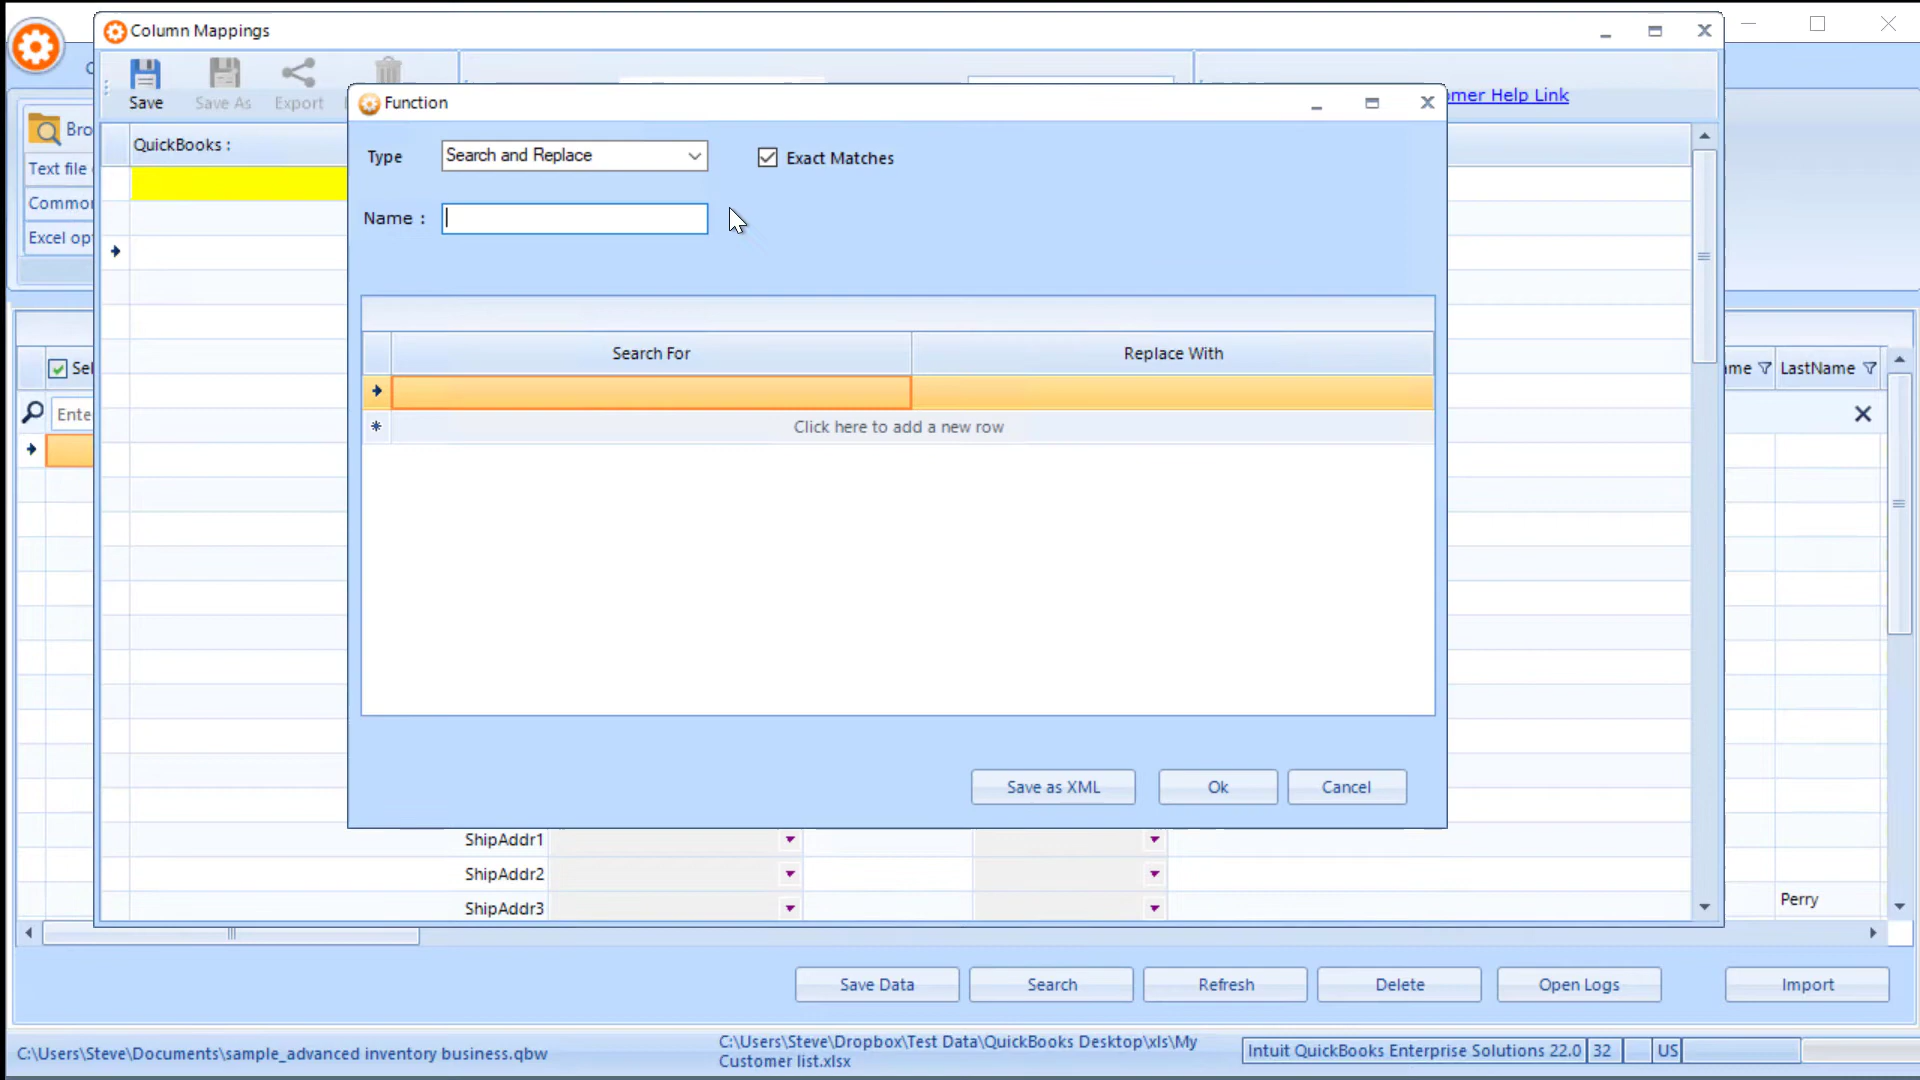 Column Mappings
Save
Save As
Export
Customer Help Link
Function
Type
Search and Replace
Exact Matches
Name :
QuickBooks :
Bro
Text file
Common
Excel opt
Search For
Replace With
Click here to add a new row
Sel
Ente
me
LastName
Save as XML
Ok
Cancel
ShipAddr1
ShipAddr2
ShipAddr3
Perry
Save Data
Search
Refresh
Delete
Open Logs
Import
C:\Users\Steve\Documents\sample_advanced inventory business.qbw
C:\Users\Steve\Dropbox\Test Data\QuickBooks Desktop\xls\My
Customer list.xlsx
Intuit QuickBooks Enterprise Solutions 22.0
32
US